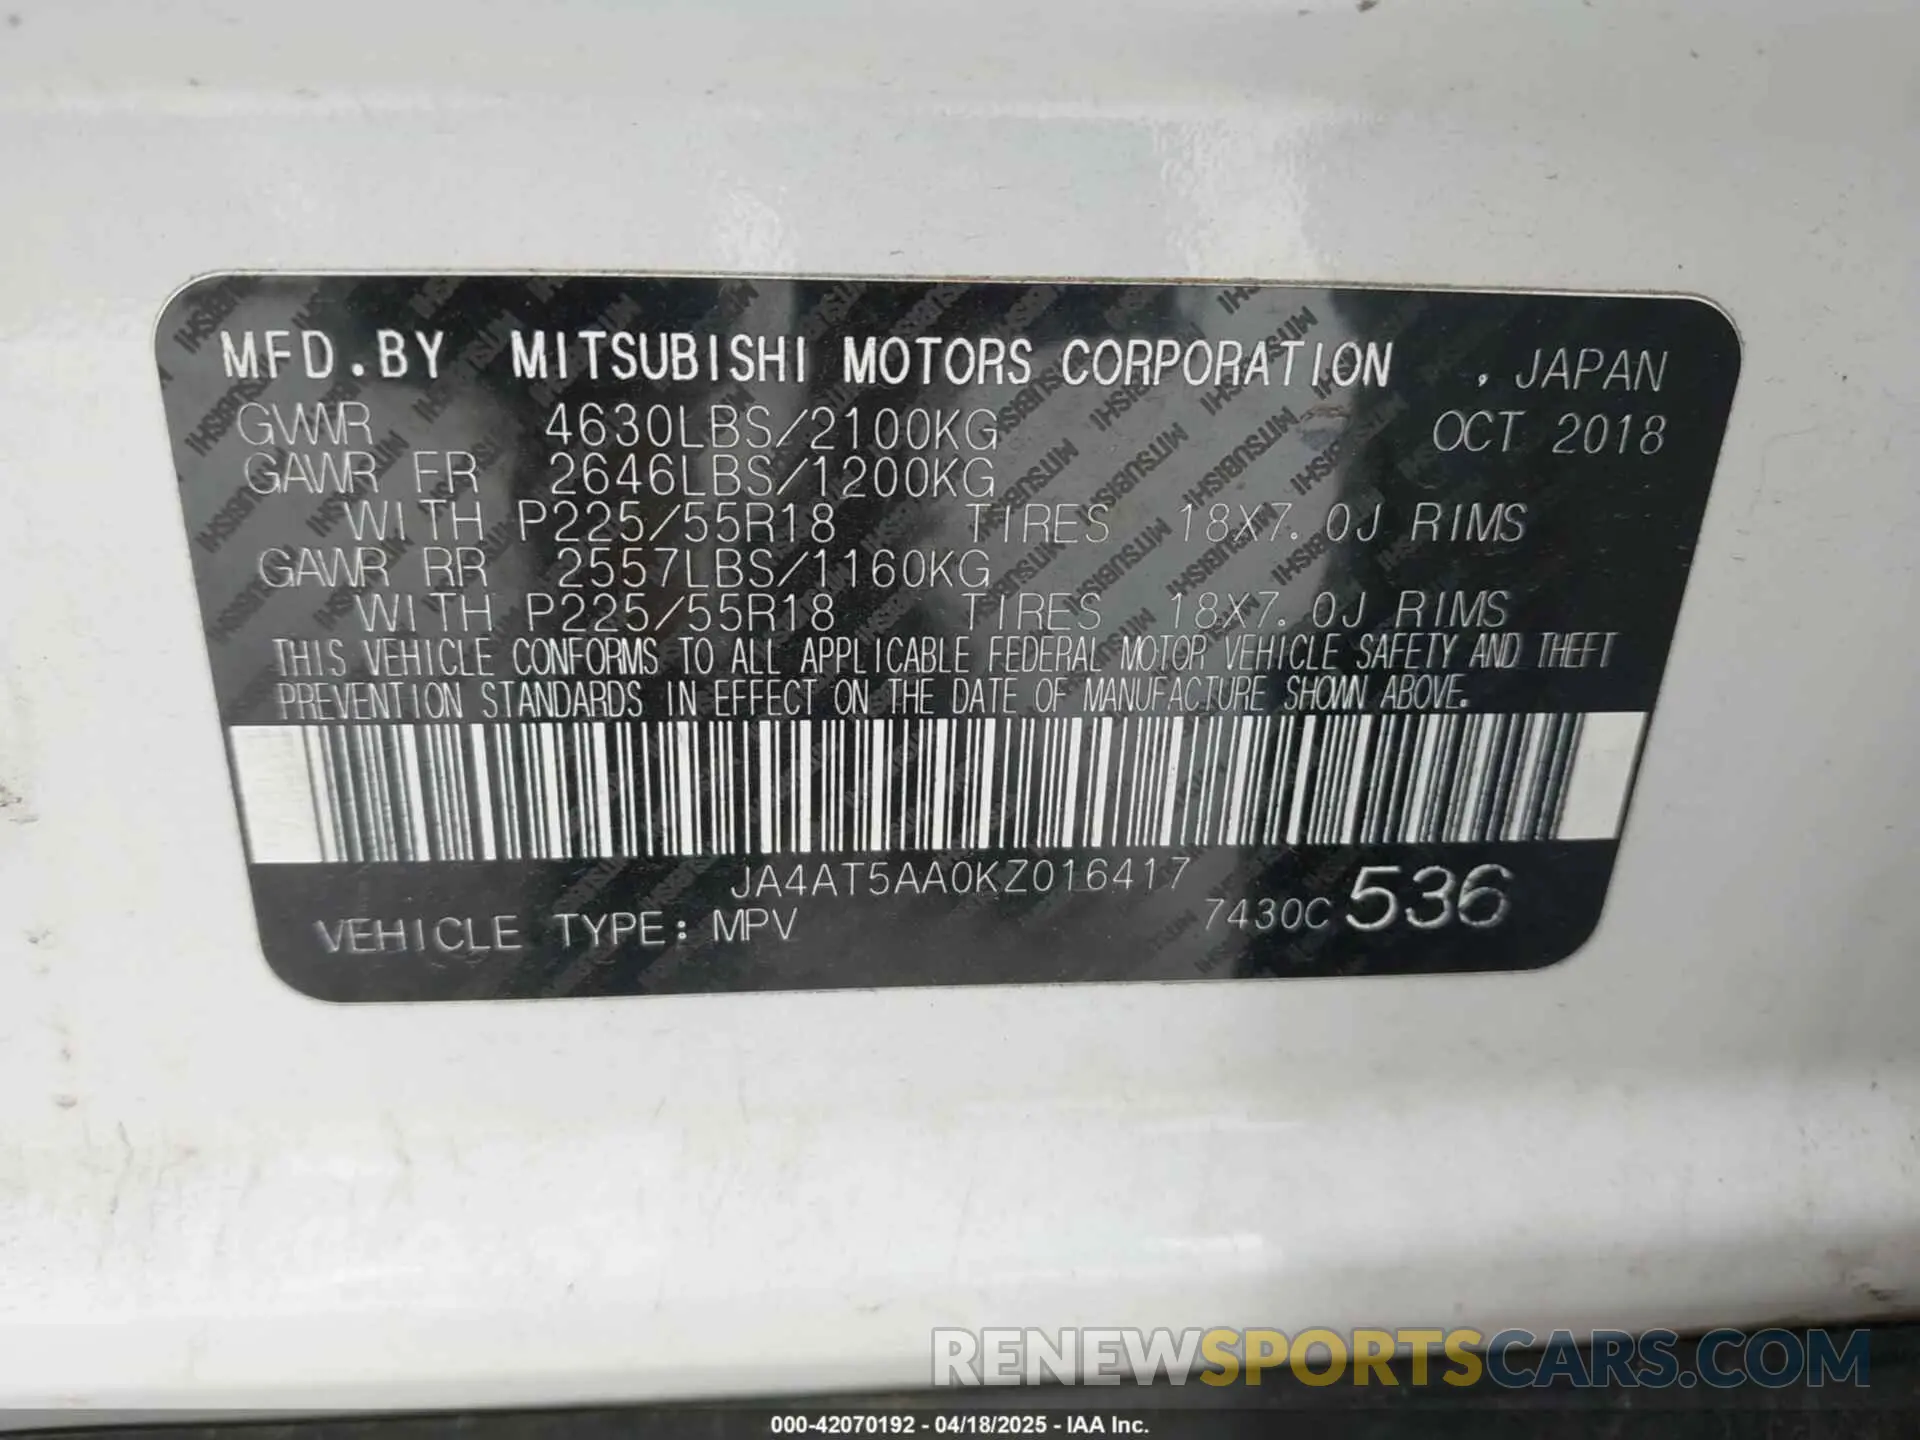 MFD.BY MITSUBISHI MOTORS CORPORATION , JAPAN
GVWR 4630LBS/2100KG OCT 2018
GAWR FR 2646LBS/1200KG
WITH P225/55R18 TIRES 18X7.0J RIMS
GAWR RR 2557LBS/1160KG
WITH P225/55R18 TIRES 18X7.0J RIMS
THIS VEHICLE CONFORMS TO ALL APPLICABLE FEDERAL MOTOR VEHICLE SAFETY AND THEFT
PREVENTION STANDARDS IN EFFECT ON THE DATE OF MANUFACTURE SHOWN ABOVE.
JA4AT5AA0KZ016417
VEHICLE TYPE: MPV 7430C 536
RENEWSPORTSCARS.COM
000-42070192 - 04/18/2025 - IAA Inc.